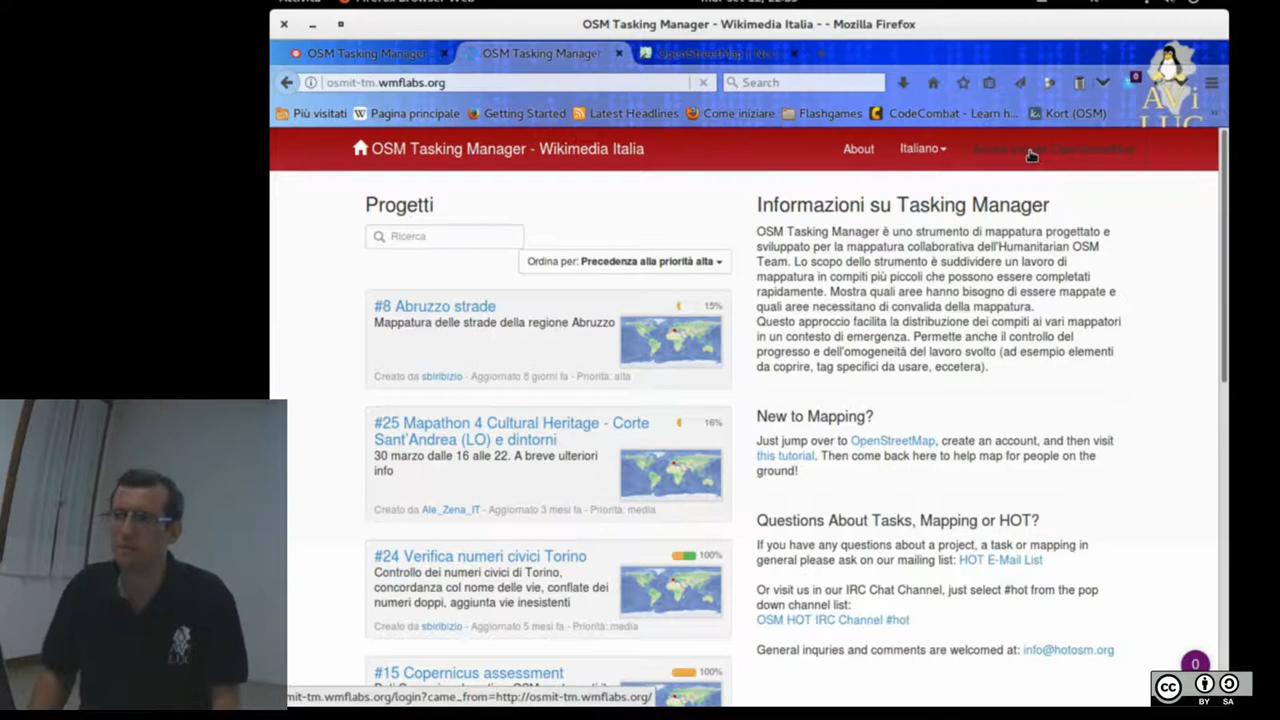 OSM Tasking Manager - Wikimedia Italia - - Mozilla Firefox
OSM Tasking Manager
OSM Tasking Manager
OpenStreetMap
osmit-tm.wmflabs.org
Search
0
Più visitati
Pagina principale
Getting Started
Latest Headlines
Come iniziare
Flashgames
CodeCombat - Learn h...
Kort (OSM)
AVi
LUG
OSM Tasking Manager - Wikimedia Italia
About
Italiano
Progetti
Ricerca
Ordina per: Precedenza alla priorità alta
#8 Abruzzo strade
15%
Mappatura delle strade della regione Abruzzo
Creato da sbiribizio - Aggiornato 8 giorni fa - Priorità: alta
#25 Mapathon 4 Cultural Heritage - Corte
Sant'Andrea (LO) e dintorni
16%
30 marzo dalle 16 alle 22. A breve ulteriori
info
Creato da Ale_Zena_IT - Aggiornato 3 mesi fa - Priorità: media
#24 Verifica numeri civici Torino
100%
Controllo dei numeri civici di Torino,
concordanza col nome delle vie, conflate dei
numeri doppi, aggiunta vie inesistenti
Creato da sbiribizio - Aggiornato 5 mesi fa - Priorità: media
#15 Copernicus assessment
100%
Informazioni su Tasking Manager
OSM Tasking Manager è uno strumento di mappatura progettato e
sviluppato per la mappatura collaborativa dell'Humanitarian OSM
Team. Lo scopo dello strumento è suddividere un lavoro di
mappatura in compiti più piccoli che possono essere completati
rapidamente. Mostra quali aree hanno bisogno di essere mappate e
quali aree necessitano di convalida della mappatura.
Questo approccio facilita la distribuzione dei compiti ai vari mappatori
in un contesto di emergenza. Permette anche il controllo del
progresso e dell'omogeneità del lavoro svolto (ad esempio elementi
da coprire, tag specifici da usare, eccetera).
New to Mapping?
Just jump over to OpenStreetMap, create an account, and then visit
this tutorial. Then come back here to help map for people on the
ground!
Questions About Tasks, Mapping or HOT?
If you have any questions about a project, a task or mapping in
general please ask on our mailing list: HOT E-Mail List
Or visit us in our IRC Chat Channel, just select #hot from the pop
down channel list:
OSM HOT IRC Channel #hot
General inquries and comments are welcomed at: info@hotosm.org
0
mit-tm.wmflabs.org/login?came_from=http://osmit-tm.wmflabs.org/
LUG
cc
BY SA